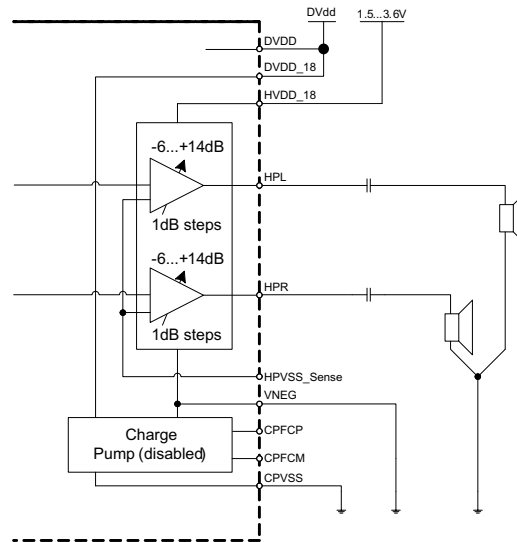 DVdd
1.5...3.6V
DVDD
DVDD_18
HVDD_18
-6...+14dB
HPL
1dB steps
-6...+14dB
HPR
1dB steps
HPVSS_Sense
VNEG
Charge
Pump (disabled)
CPFCP
CPFCM
CPVSS